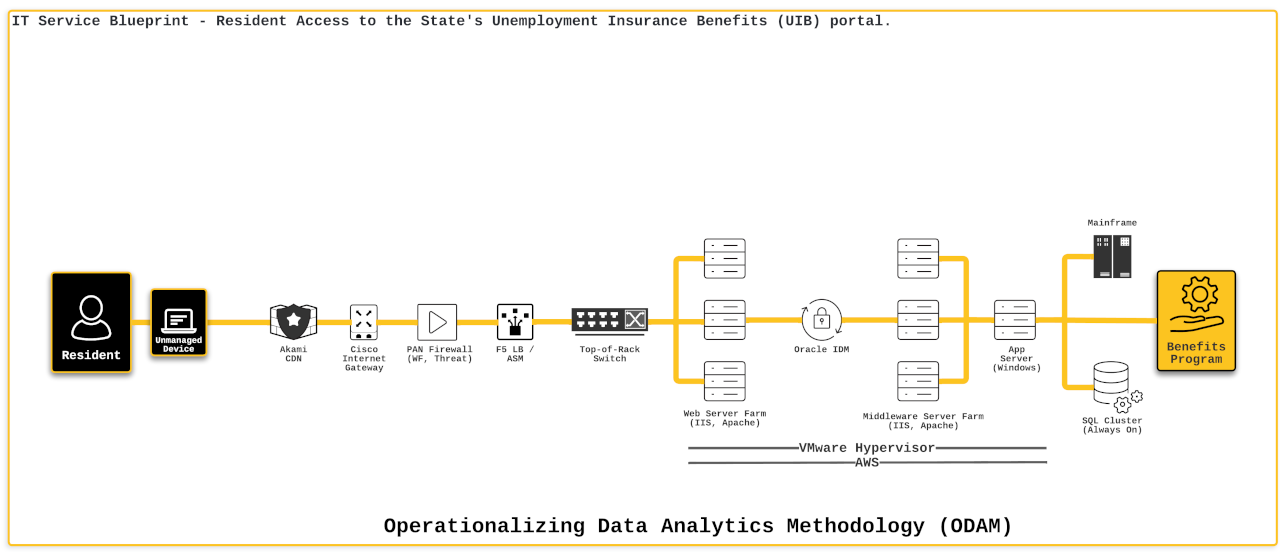 IT Service Blueprint - Resident Access to the State's Unemployment Insurance Benefits (UIB) portal.
Mainframe
Resident
Unmanaged
Device
Akami
CDN
Cisco
Internet
Gateway
PAN Firewall
(WF, Threat)
F5 LB /
ASM
Top-of-Rack
Switch
Web Server Farm
(IIS, Apache)
Oracle IDM
Middleware Server Farm
(IIS, Apache)
App
Server
(Windows)
SQL Cluster
(Always On)
Benefits
Program
VMware Hypervisor
AWS
Operationalizing Data Analytics Methodology (ODAM)